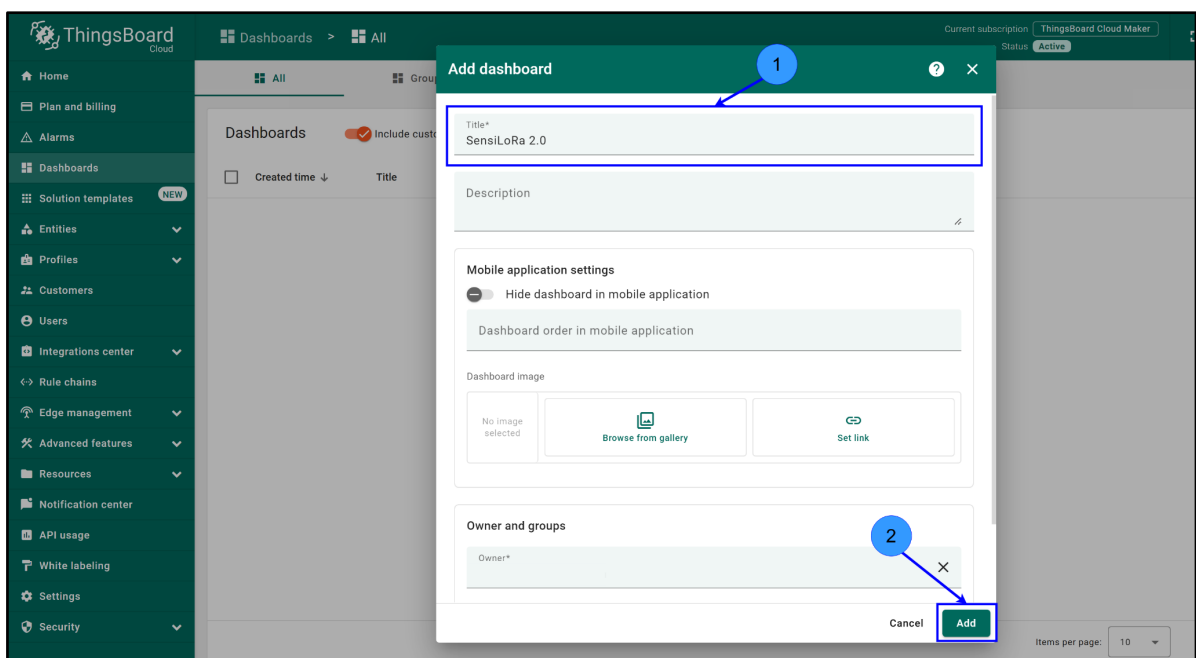 ThingsBoard
Cloud
Dashboards > All
Current subscription ThingsBoard Cloud Maker
Status Active
Home
Plan and billing
Alarms
Dashboards
Solution templates NEW
Entities
Profiles
Customers
Users
Integrations center
Rule chains
Edge management
Advanced features
Resources
Notification center
API usage
White labeling
Settings
Security
All
Grou
Dashboards
Include custo
Created time
Title
Add dashboard
?
1
Title*
SensiLoRa 2.0
Description
Mobile application settings
Hide dashboard in mobile application
Dashboard order in mobile application
Dashboard image
No image
selected
Browse from gallery
Set link
Owner and groups
2
Owner*
Cancel
Add
Items per page: 10